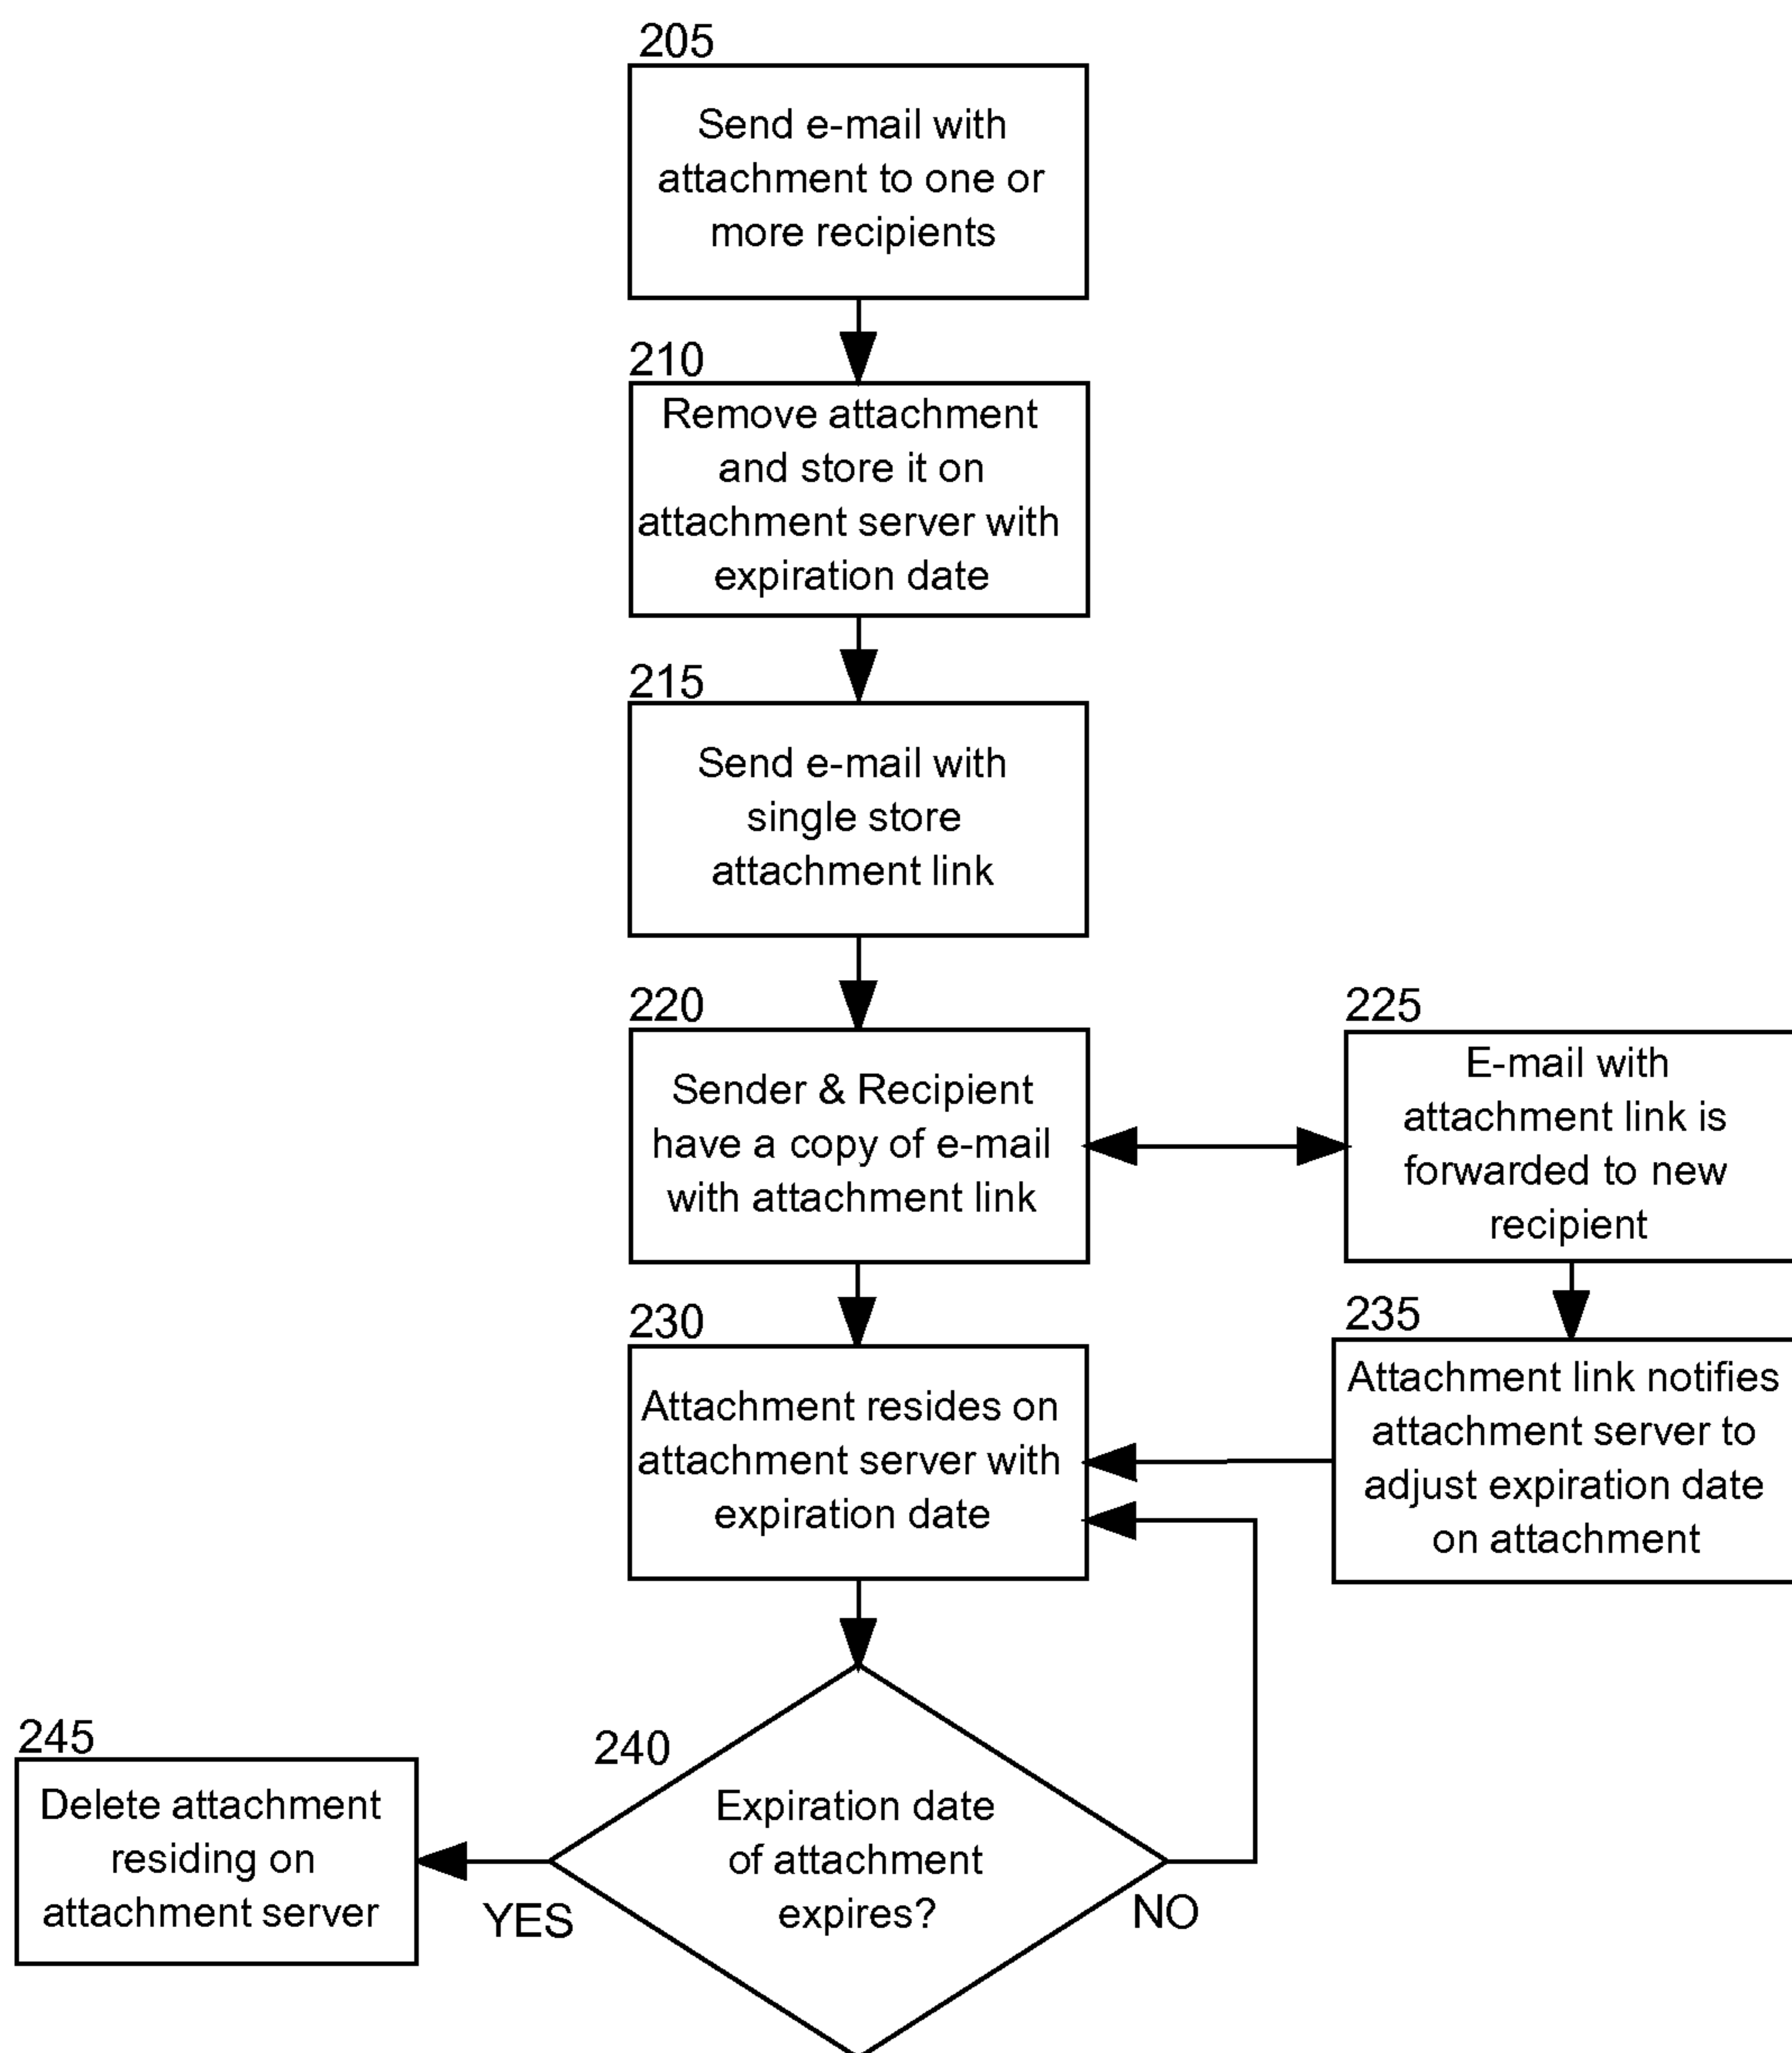 205
Send e-mail with
attachment to one or
more recipients
210
Remove attachment
and store it on
attachment server with
expiration date
215
Send e-mail with
single store
attachment link
220
Sender & Recipient
have a copy of e-mail
with attachment link
225
E-mail with
attachment link is
forwarded to new
recipient
230
Attachment resides on
attachment server with
expiration date
235
Attachment link notifies
attachment server to
adjust expiration date
on attachment
240
Expiration date
of attachment
expires?
YES
NO
245
Delete attachment
residing on
attachment server